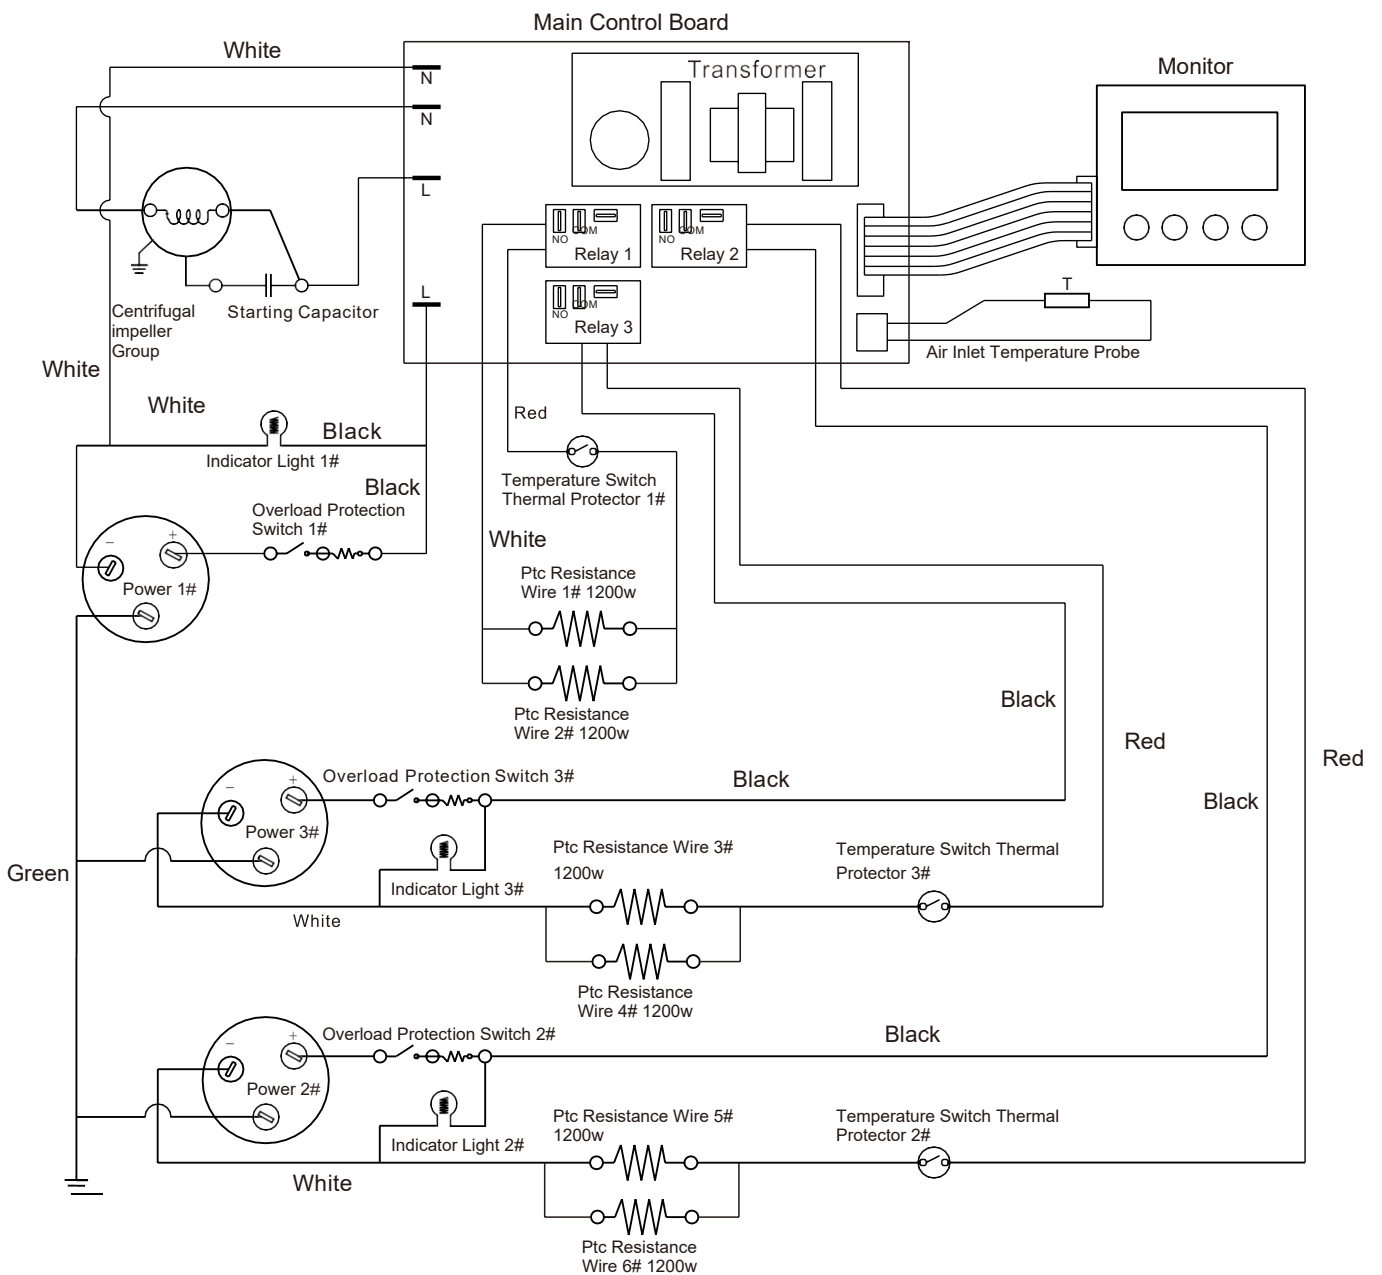 Main Control Board
White
N
Transformer
Monitor
N
L
NO
COM
Relay 1
NO
COM
Relay 2
NO
COM
Relay 3
L
T
Air Inlet Temperature Probe
Centrifugal
impeller
Group
Starting Capacitor
White
White
Black
Indicator Light 1#
Red
Temperature Switch
Thermal Protector 1#
Black
Overload Protection
Switch 1#
White
−
+
Power 1#
Ptc Resistance
Wire 1# 1200w
Ptc Resistance
Wire 2# 1200w
Black
Red
Red
Black
Overload Protection Switch 3#
Black
−
+
Power 3#
Indicator Light 3#
Green
White
Ptc Resistance Wire 3#
1200w
Temperature Switch Thermal
Protector 3#
Ptc Resistance
Wire 4# 1200w
Overload Protection Switch 2#
Black
−
+
Power 2#
Indicator Light 2#
White
Ptc Resistance Wire 5#
1200w
Temperature Switch Thermal
Protector 2#
Ptc Resistance
Wire 6# 1200w